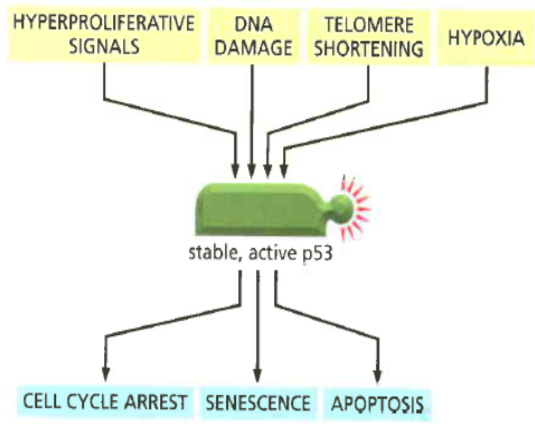 HYPERPROLIFERATIVE
SIGNALS
DNA
DAMAGE
TELOMERE
SHORTENING
HYPOXIA
stable, active p53
CELL CYCLE ARREST
SENESCENCE
APOPTOSIS